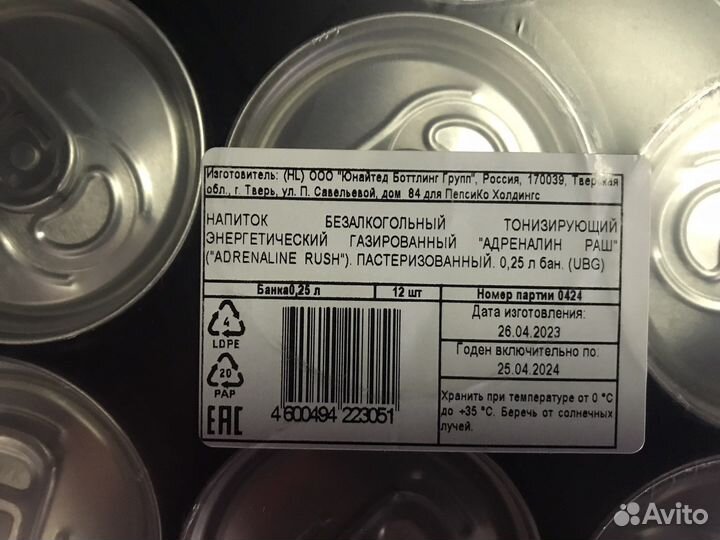 Изготовитель: (HL) ООО "Юнайтед Боттлинг Групп", Россия, 170039, Тверская
обл., г. Тверь, ул. П. Савельевой, дом 84 для ПепсиКо Холдингс
НАПИТОК БЕЗАЛКОГОЛЬНЫЙ ТОНИЗИРУЮЩИЙ
ЭНЕРГЕТИЧЕСКИЙ ГАЗИРОВАННЫЙ "АДРЕНАЛИН РАШ"
("ADRENALINE RUSH"). ПАСТЕРИЗОВАННЫЙ. 0,25 л бан. (UBG)
Банка0,25 л 12 шт Номер партии 0424
Дата изготовления:
26.04.2023
Годен включительно по:
25.04.2024
Хранить при температуре от 0 °С
до +35 °С. Беречь от солнечных
лучей.
4
LDPE
20
PAP
EAC
4 600494 223051
Avito